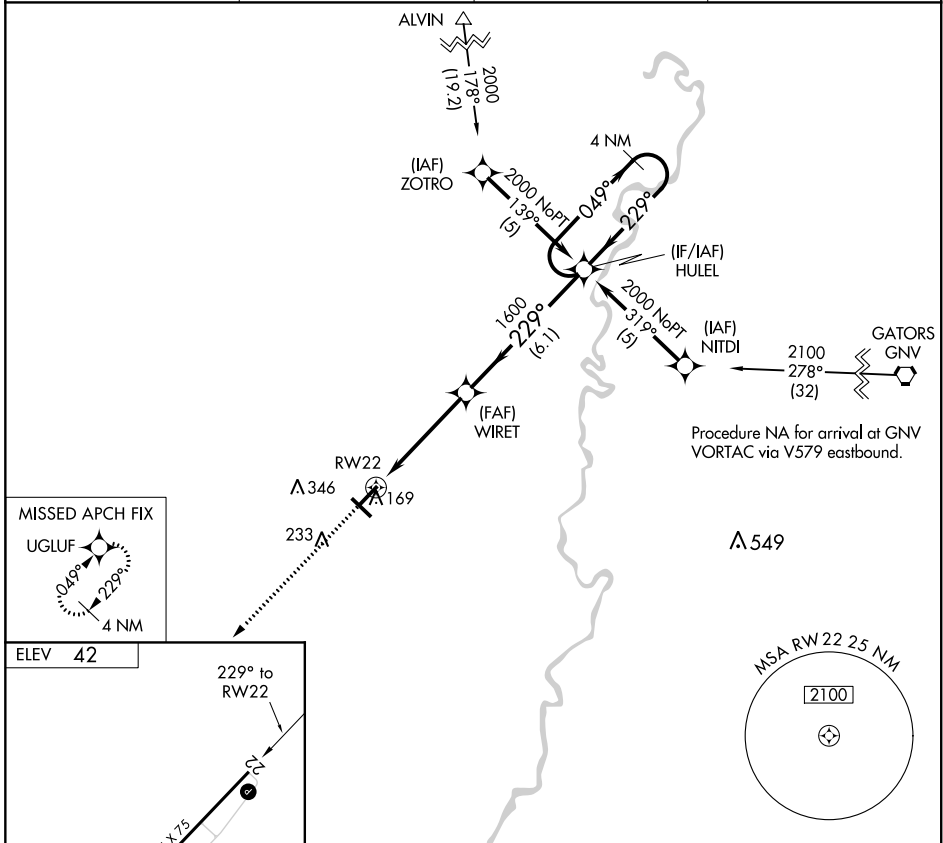 ALVIN
2000
178°
(19.2)
(IAF)
ZOTRO
2000 NoPT
139°
(5)
4 NM
049°
229°
(IF/IAF)
HULEL
1600
229°
(6.1)
2000 NoPT
319°
(5)
(IAF)
NITDI
2100
278°
(32)
GATORS
GNV
(FAF)
WIRET
Procedure NA for arrival at GNV
VORTAC via V579 eastbound.
RW22
346
169
233
549
MISSED APCH FIX
UGLUF
049°
229°
4 NM
ELEV 42
229° to
RW22
22
P
X 75
MSA RW 22 25 NM
2100